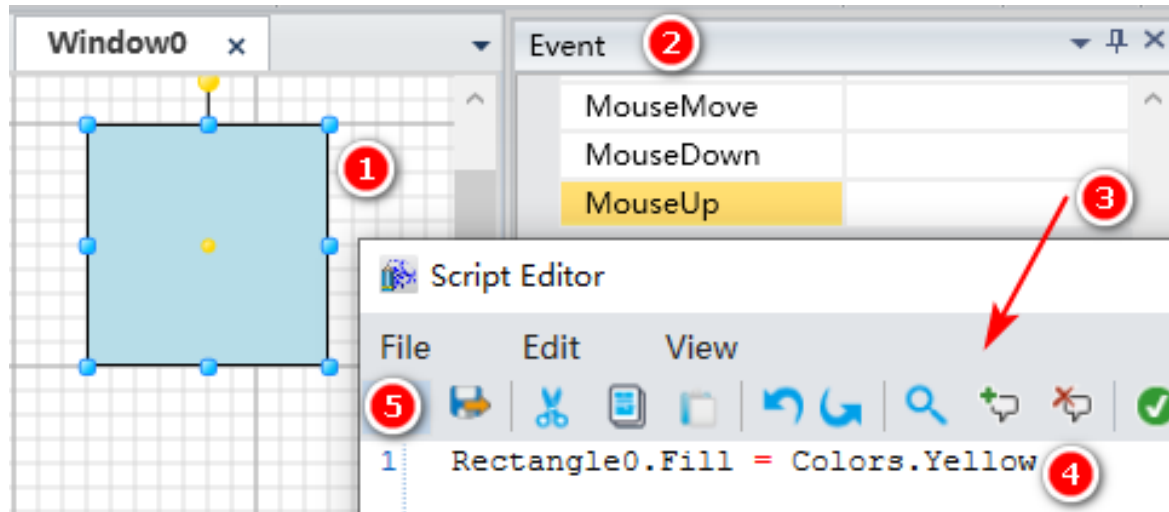 Window0 x
Event 2
MouseMove
1
MouseDown
MouseUp
3
Script Editor
File Edit View
5
1 Rectangle0.Fill = Colors.Yellow 4